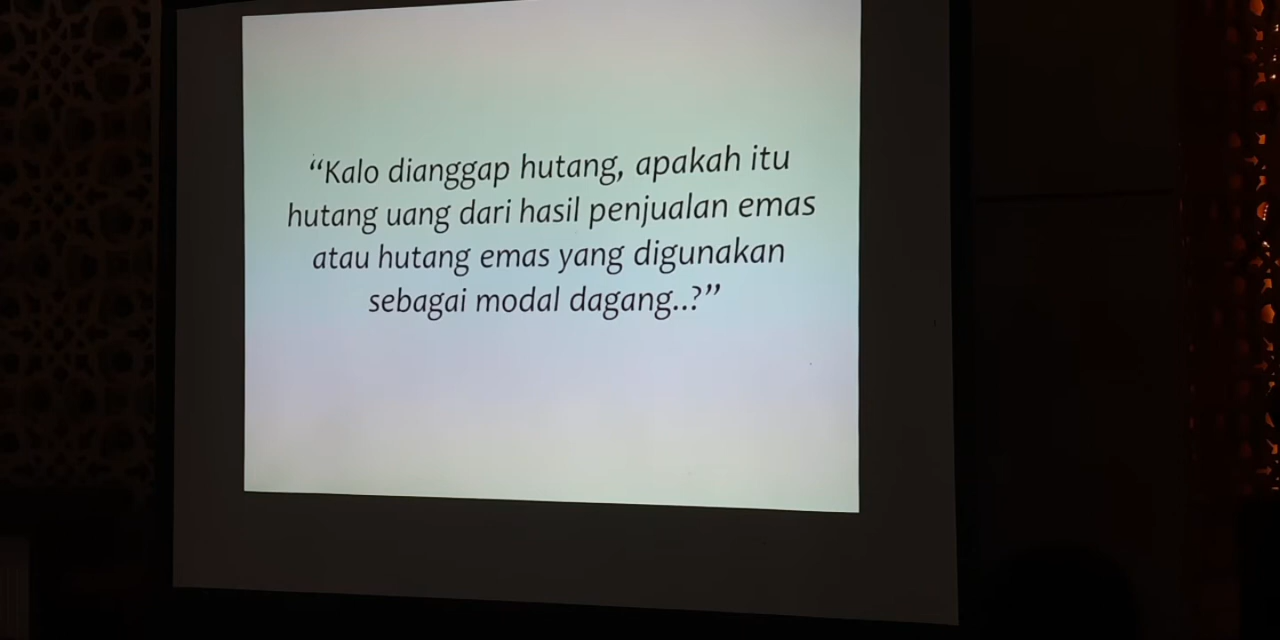 “Kalo dianggap hutang, apakah itu
hutang uang dari hasil penjualan emas
atau hutang emas yang digunakan
sebagai modal dagang..?”